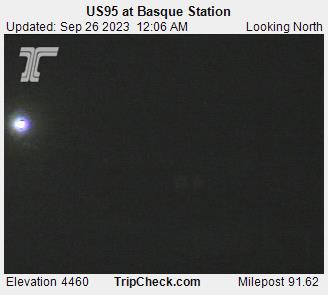 US95 at Basque Station
Updated: Sep 26 2023 12:06 AM Looking North
Elevation 4460 TripCheck.com Milepost 91.62